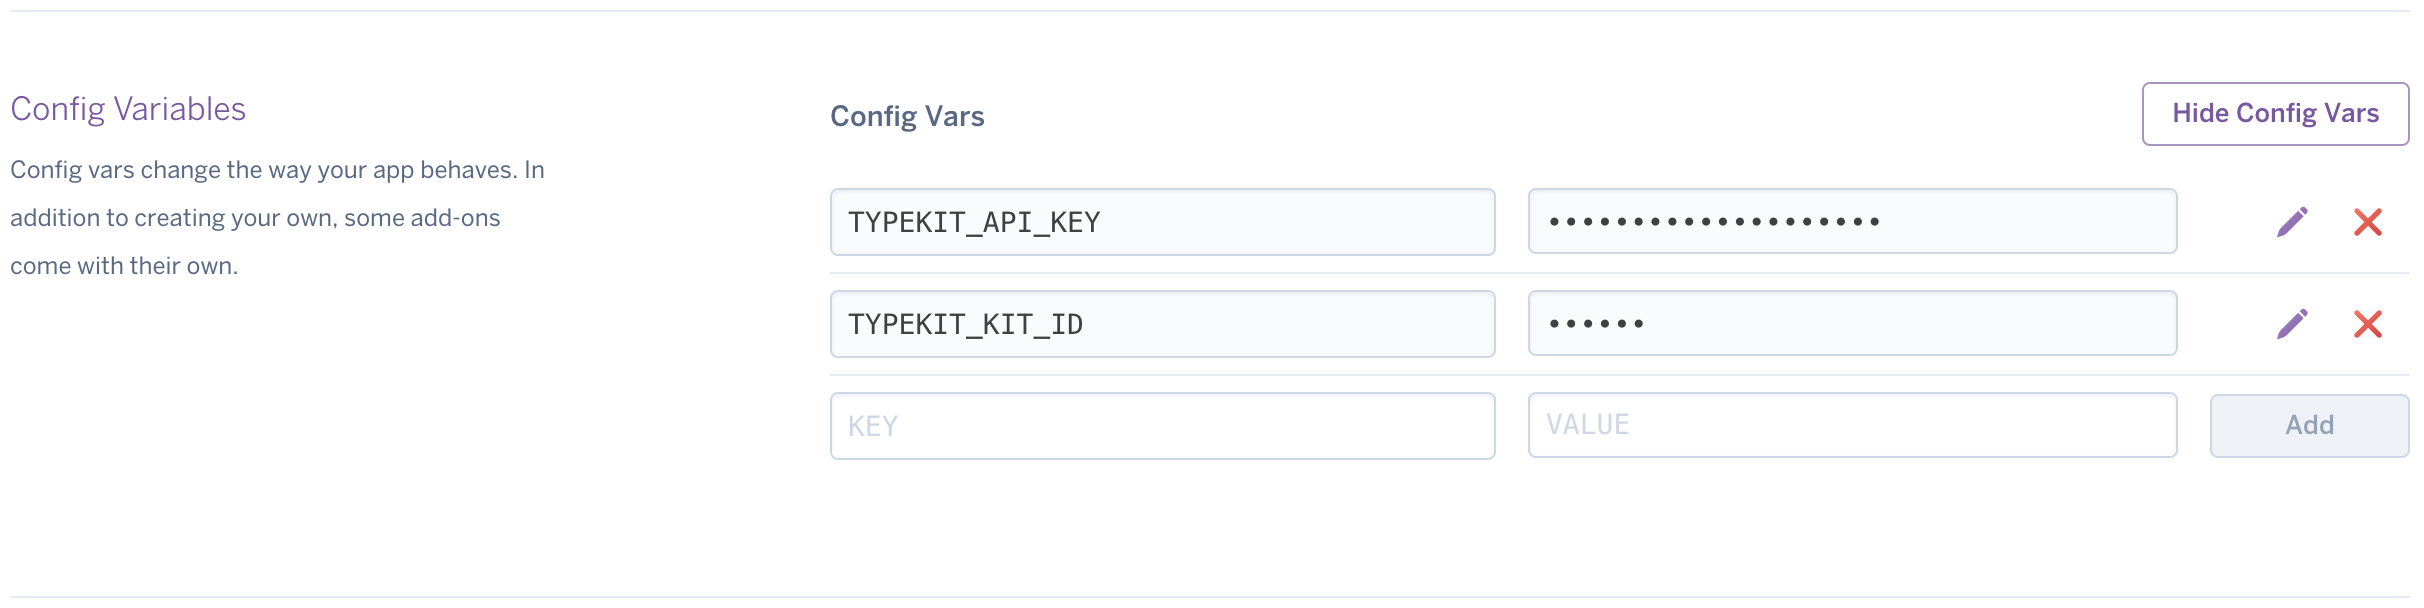 Config Variables
Config vars change the way your app behaves. In
addition to creating your own, some add-ons
come with their own.
Config Vars
Hide Config Vars
TYPEKIT_API_KEY
••••••••••••••••••••
TYPEKIT_KIT_ID
••••••
KEY
VALUE
Add